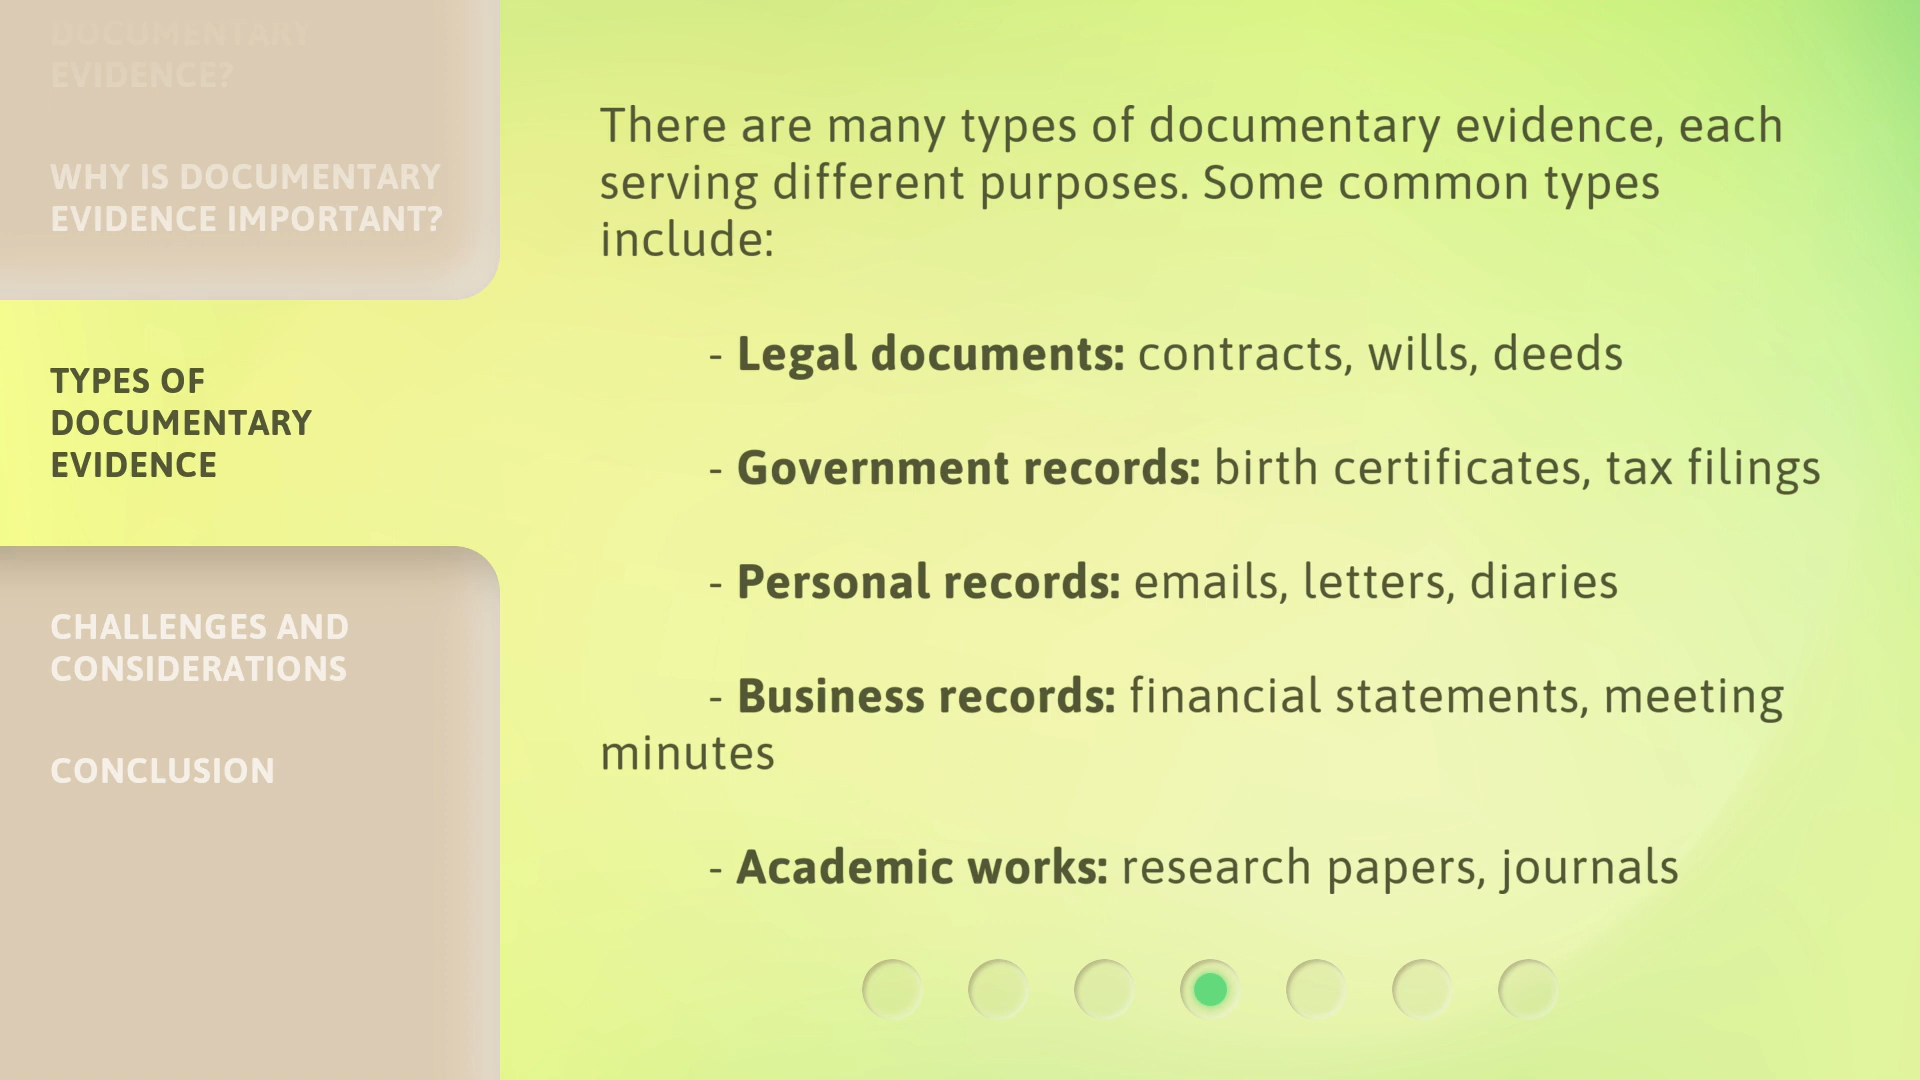 DOCUMENTARY
EVIDENCE?
WHY IS DOCUMENTARY
EVIDENCE IMPORTANT?
TYPES OF
DOCUMENTARY
EVIDENCE
CHALLENGES AND
CONSIDERATIONS
CONCLUSION
There are many types of documentary evidence, each
serving different purposes. Some common types
include:
- Legal documents: contracts, wills, deeds
- Government records: birth certificates, tax filings
- Personal records: emails, letters, diaries
- Business records: financial statements, meeting
minutes
- Academic works: research papers, journals